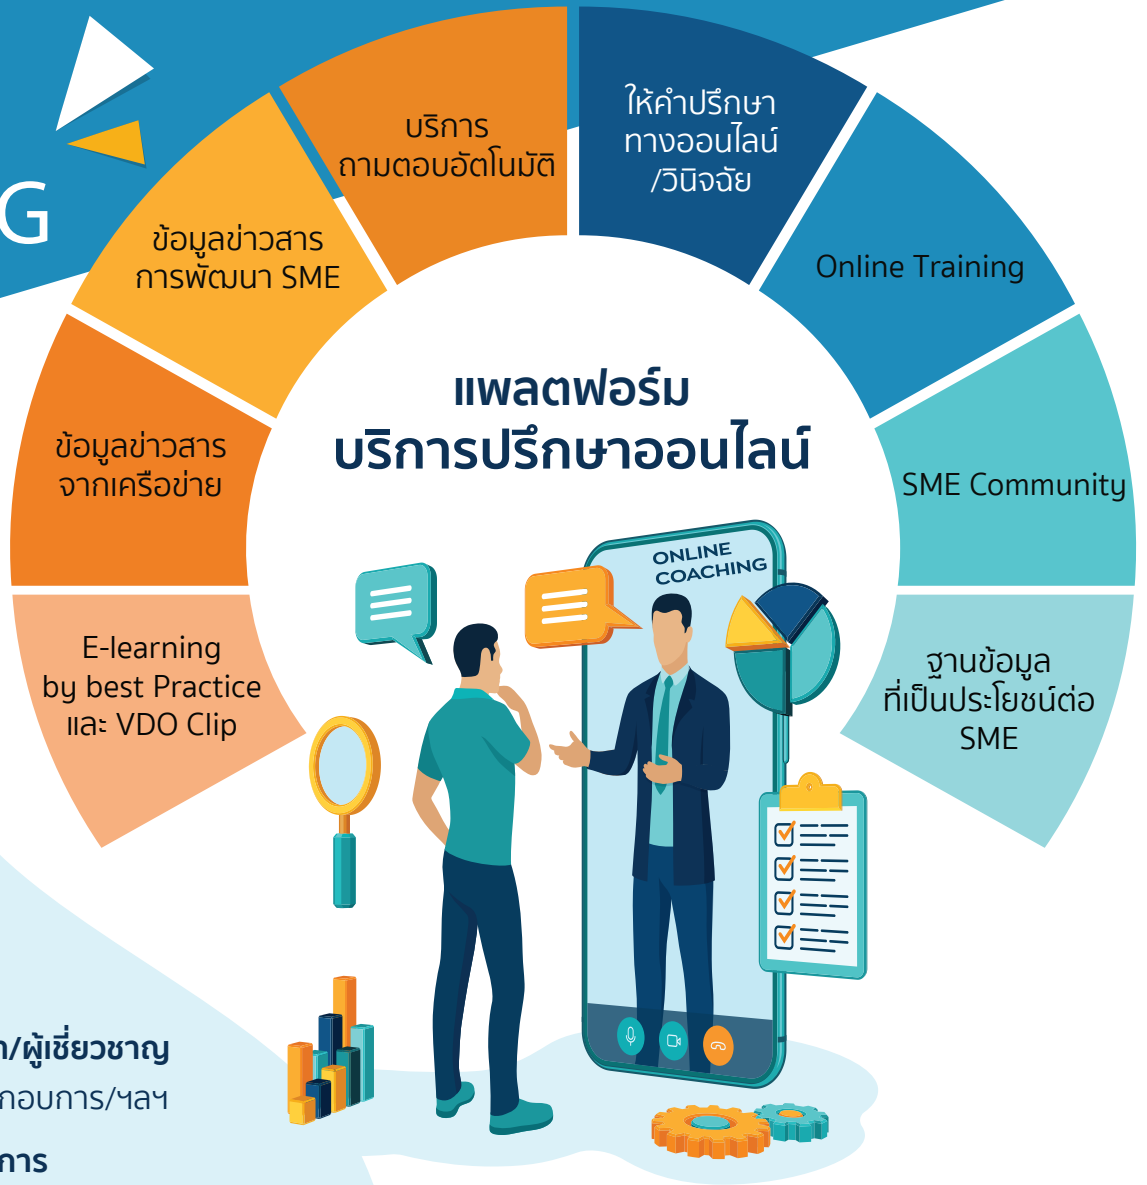 G
บริการ
ถามตอบอัตโนมัติ
ให้คำปรึกษา
ทางออนไลน์
/วินิจฉัย
ข้อมูลข่าวสาร
การพัฒนา SME
Online Training
ข้อมูลข่าวสาร
จากเครือข่าย
SME Community
E-learning
by best Practice
และ VDO Clip
ฐานข้อมูล
ที่เป็นประโยชน์ต่อ
SME
แพลตฟอร์ม
บริการปรึกษาออนไลน์
ONLINE
COACHING
/ผู้เชี่ยวชาญ
กอบการ/ฯลฯ
การ